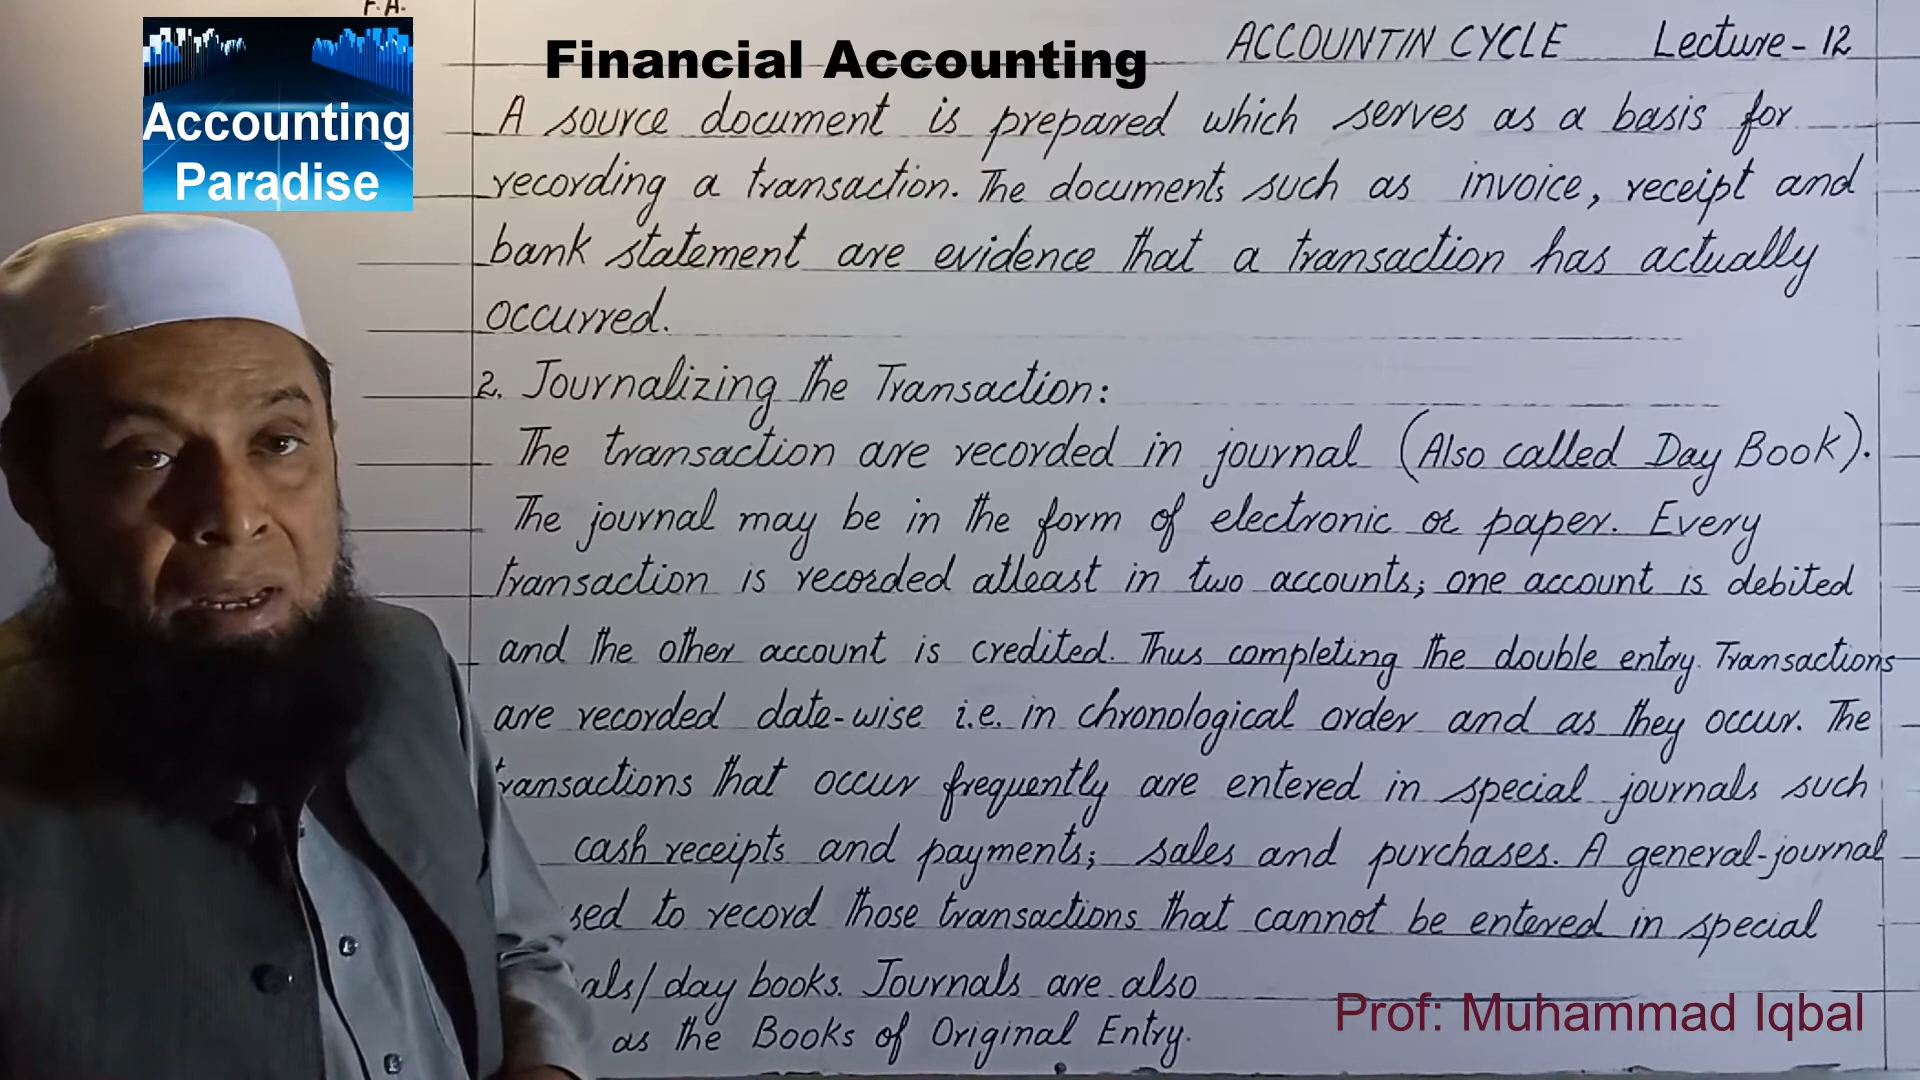 F.A.
Accounting
Paradise
Financial Accounting
ACCOUNTIN CYCLE Lecture-12
A source document is prepared which serves as a basis for
recording a transaction. The documents such as invoice, receipt and
bank statement are evidence that a transaction has actually
occurred.
2. Journalizing the Transaction:
The transaction are recorded in journal (Also called Day Book).
The journal may be in the form of electronic or paper. Every
transaction is recorded atleast in two accounts; one account is debited
and the other account is credited. Thus completing the double entry. Transactions
are recorded date-wise i.e. in chronological order and as they occur. The
transactions that occur frequently are entered in special journals such
cash receipts and payments; sales and purchases. A general-journal
sed to record those transactions that cannot be entered in special
als/day books. Journals are also
as the Books of Original Entry.
Prof: Muhammad Iqbal